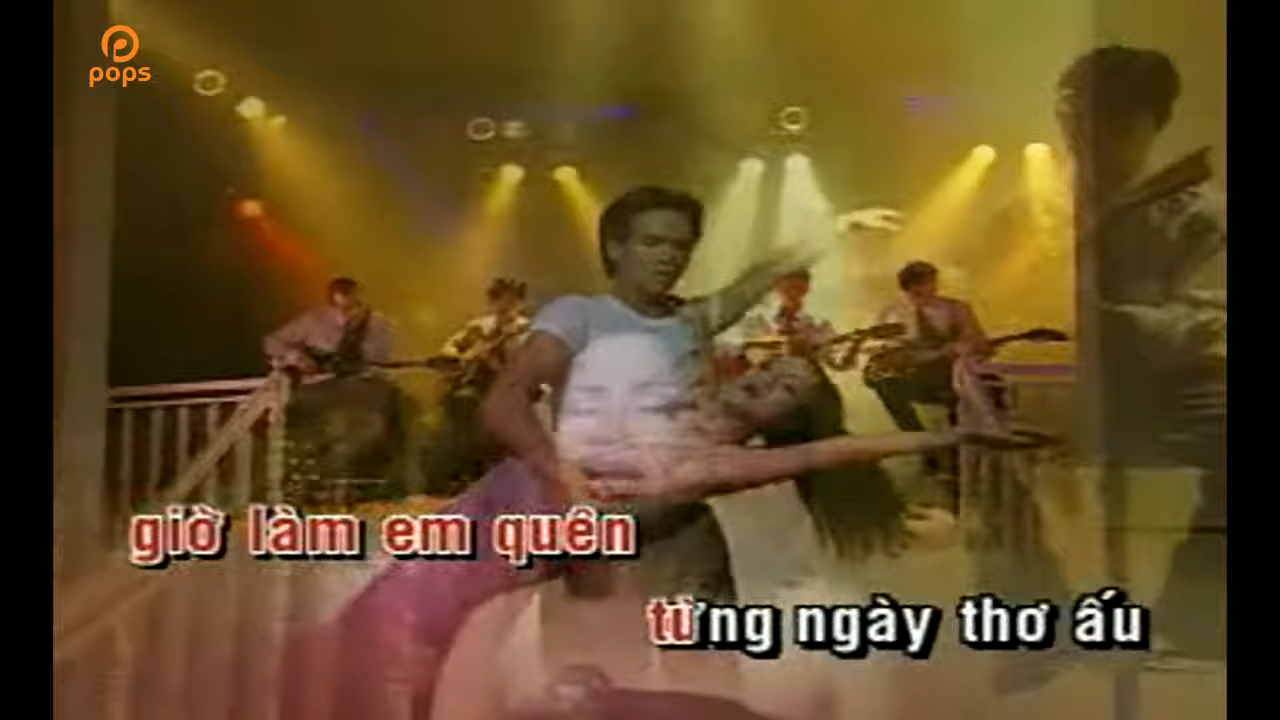 pops
giờ làm em quên
từng ngày thơ ấu